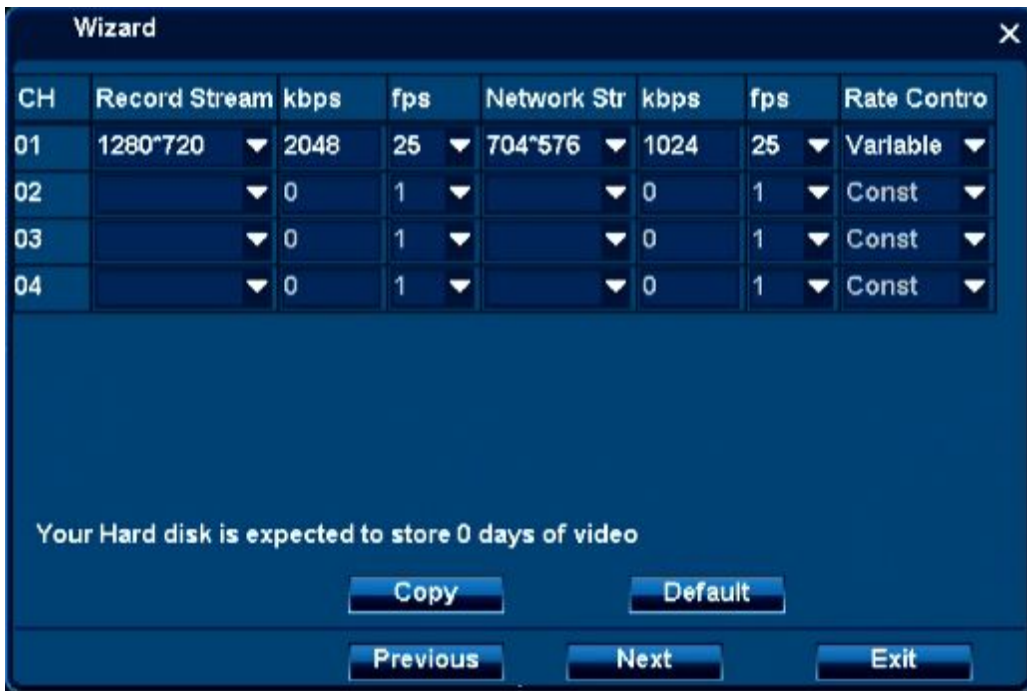 Wizard
CH Record Stream kbps fps Network Str kbps fps Rate Contro
01 1280*720 2048 25 704*576 1024 25 Variable
02 0 1 0 1 Const
03 0 1 0 1 Const
04 0 1 0 1 Const
Your Hard disk is expected to store 0 days of video
Copy Default
Previous Next Exit